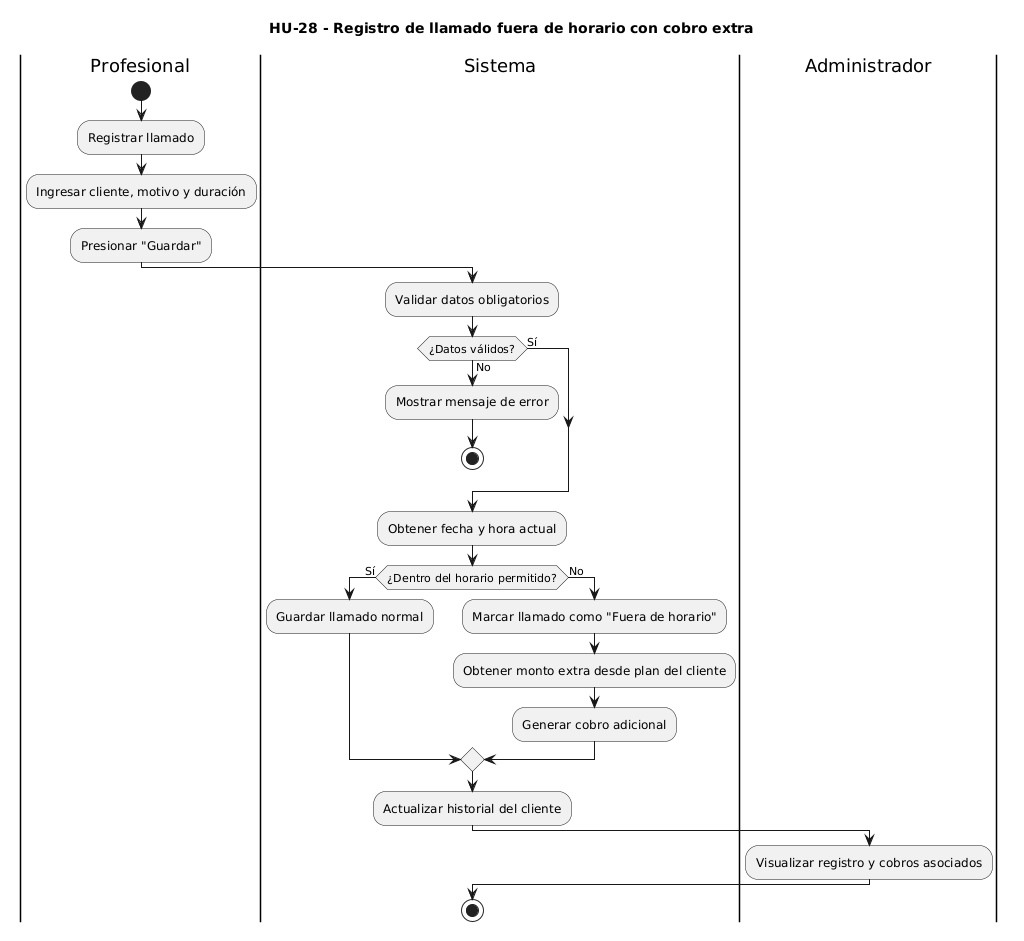 HU-28 - Registro de llamado fuera de horario con cobro extra
Profesional
Sistema
Administrador
Registrar llamado
Ingresar cliente, motivo y duración
Presionar "Guardar"
Validar datos obligatorios
¿Datos válidos?
Sí
No
Mostrar mensaje de error
Obtener fecha y hora actual
Sí
¿Dentro del horario permitido?
No
Guardar llamado normal
Marcar llamado como "Fuera de horario"
Obtener monto extra desde plan del cliente
Generar cobro adicional
Actualizar historial del cliente
Visualizar registro y cobros asociados